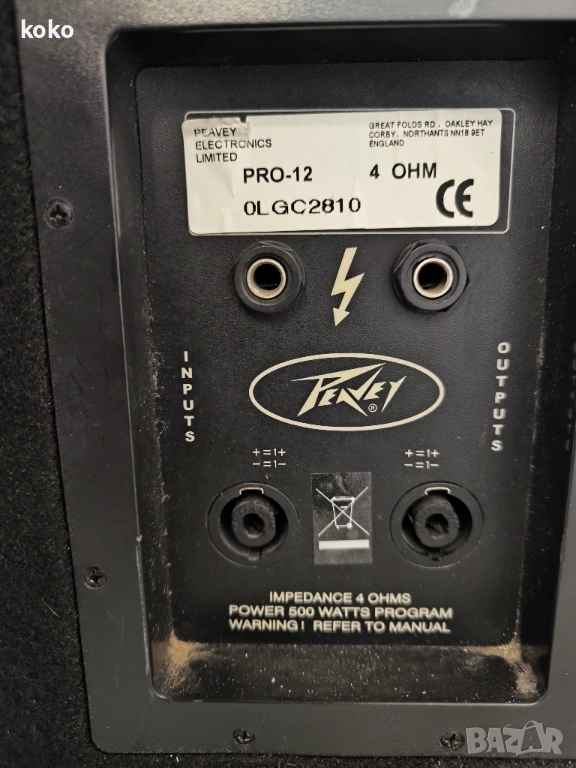 koko
PEAVEY
ELECTRONICS
LIMITED
GREAT FOLDS RD., OAKLEY HAY
CORBY, NORTHANTS NN18 9ET
ENGLAND
PRO-12 4 OHM
0LGC2810
CE
INPUTS
OUTPUTS
PEAVEY®
+=1+
−=1−
+=1+
−=1−
IMPEDANCE 4 OHMS
POWER 500 WATTS PROGRAM
WARNING! REFER TO MANUAL
BAZAR